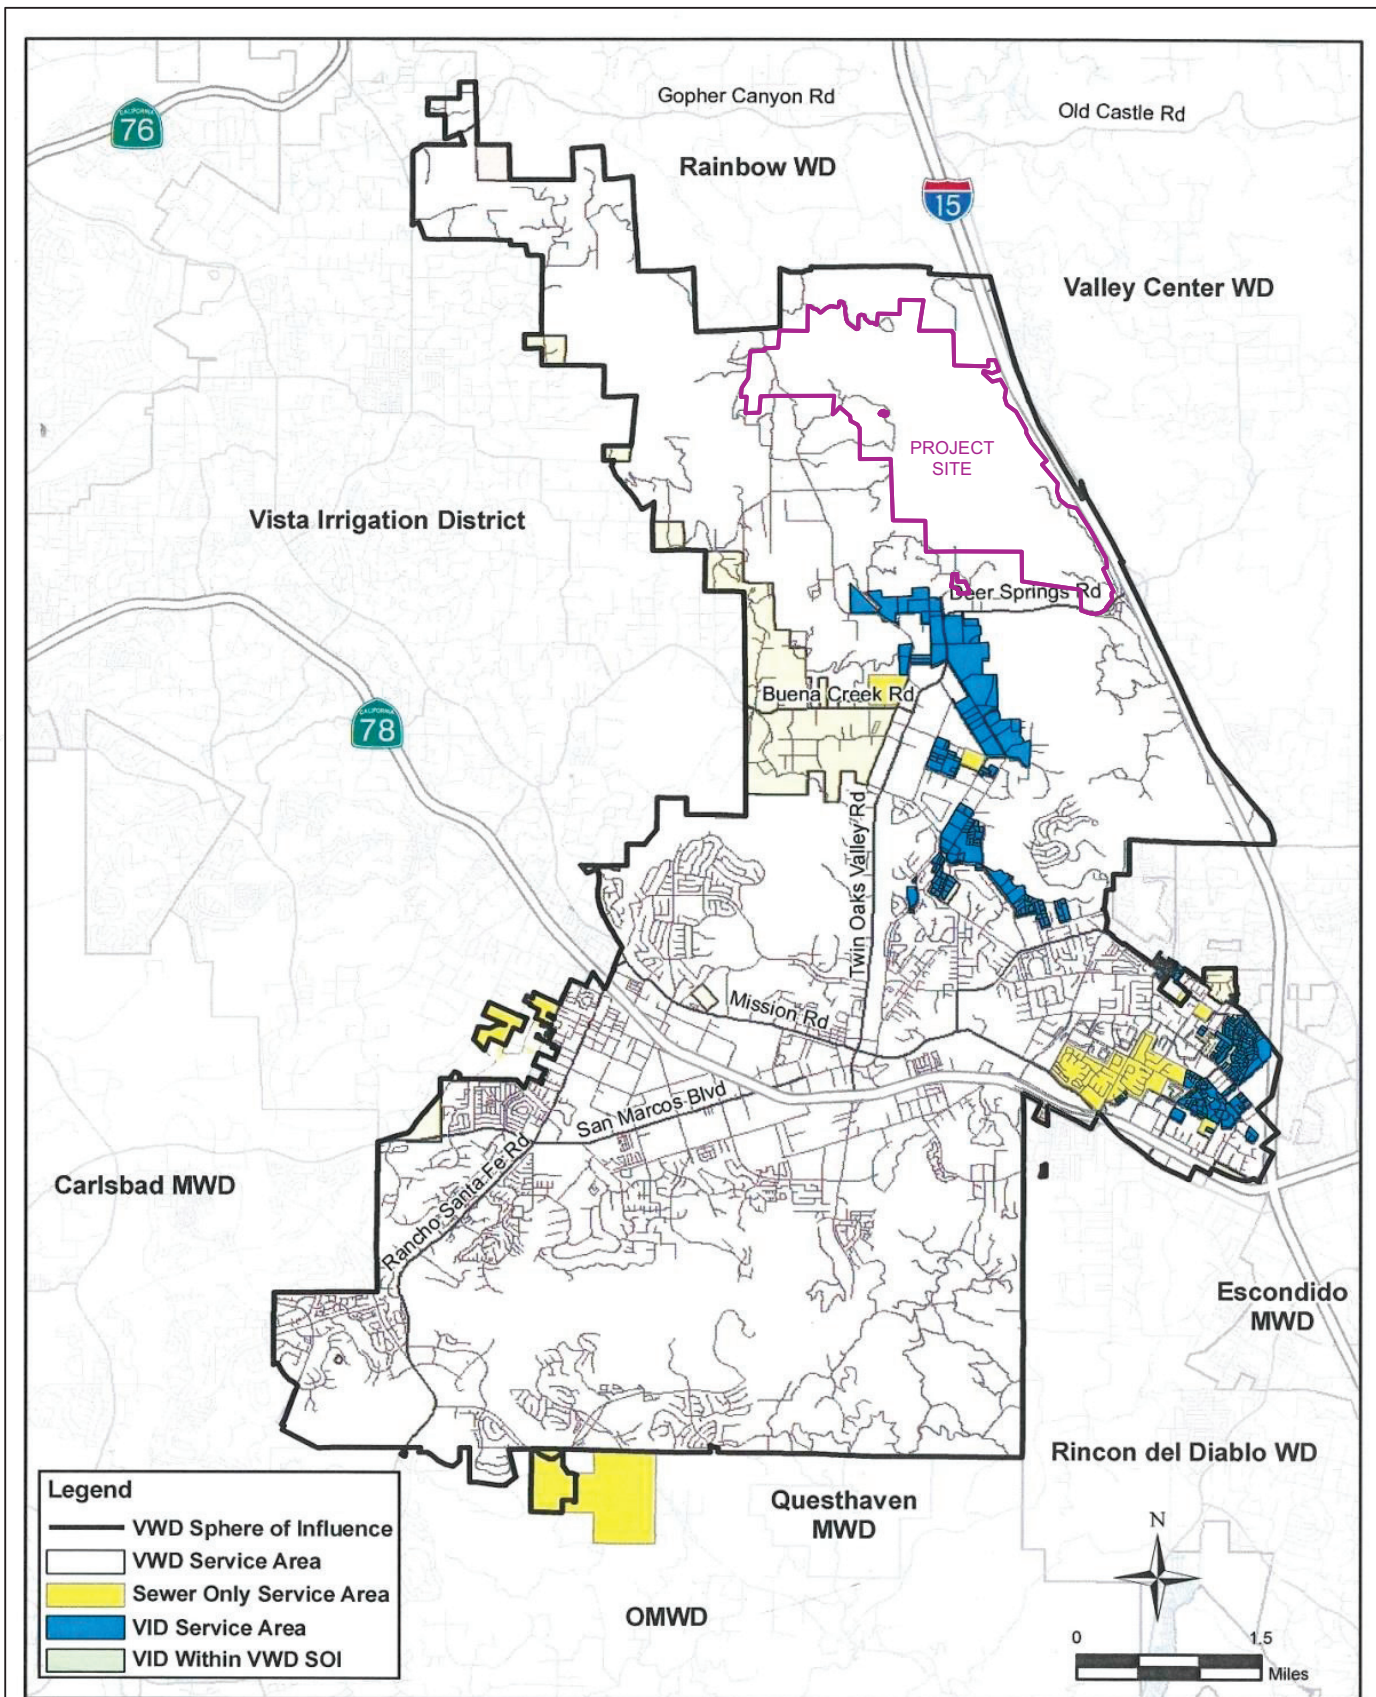 Gopher Canyon Rd
Old Castle Rd
CALIFORNIA
76
Rainbow WD
15
Valley Center WD
PROJECT
SITE
Vista Irrigation District
Deer Springs Rd
Buena Creek Rd
CALIFORNIA
78
Twin Oaks Valley Rd
Mission Rd
San Marcos Blvd
Rancho Santa Fe Rd
Carlsbad MWD
Escondido
MWD
Rincon del Diablo WD
Questhaven
MWD
OMWD
Legend
VWD Sphere of Influence
VWD Service Area
Sewer Only Service Area
VID Service Area
VID Within VWD SOI
N
0 1.5
Miles